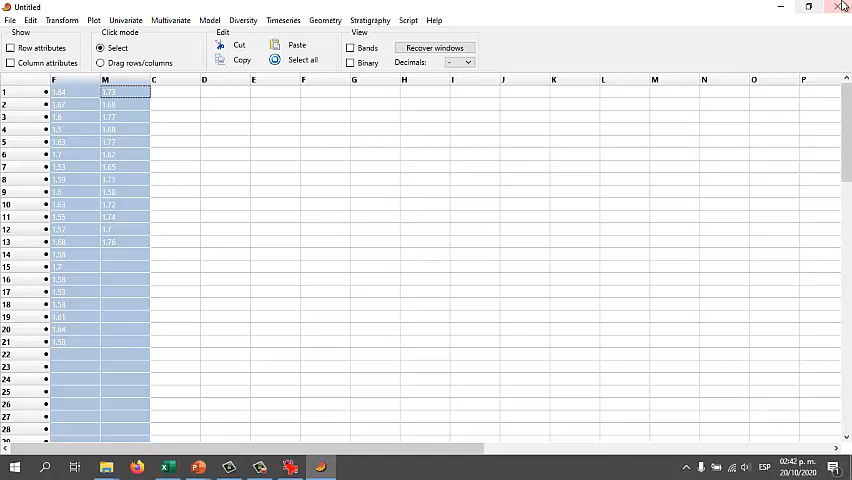 Untitled
File Edit Transform Plot Univariate Multivariate Model Diversity Timeseries Geometry Stratigraphy Script Help
Show Click mode Edit View
Row attributes Select Cut Paste Bands Recover windows
Column attributes Drag rows/columns Copy Select all Binary Decimals: -
F M C D E F G H I J K L M N O P
1 • 1.64 1.73
2 • 1.67 1.68
3 • 1.6 1.77
4 • 1.5 1.68
5 • 1.63 1.77
6 • 1.7 1.62
7 • 1.53 1.65
8 • 1.59 1.73
9 • 1.6 1.58
10 • 1.63 1.72
11 • 1.55 1.74
12 • 1.57 1.7
13 • 1.68 1.76
14 • 1.58
15 • 1.7
16 • 1.58
17 • 1.53
18 • 1.58
19 • 1.61
20 • 1.64
21 • 1.58
22 •
23 •
24 •
25 •
26 •
27 •
28 •
ESP 02:42 p. m.
20/10/2020